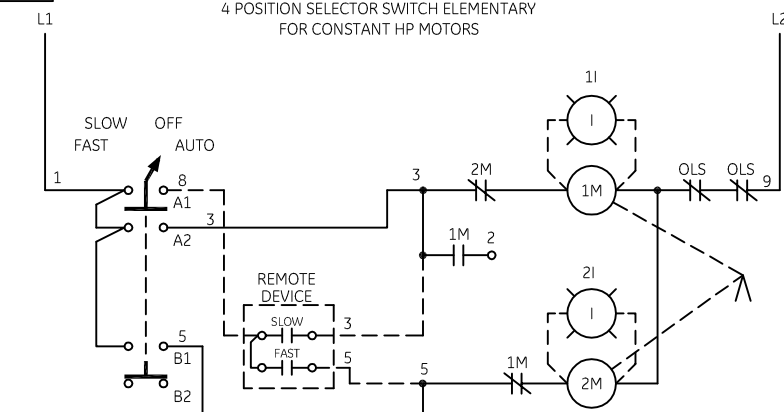 4 POSITION SELECTOR SWITCH ELEMENTARY
FOR CONSTANT HP MOTORS
L1
L2
1I
SLOW OFF
FAST AUTO
1
8
A1
3
A2
3
2M
I
1M
OLS
OLS
9
1M
2
REMOTE
DEVICE
SLOW
3
FAST
5
2I
I
5
B1
B2
5
1M
2M